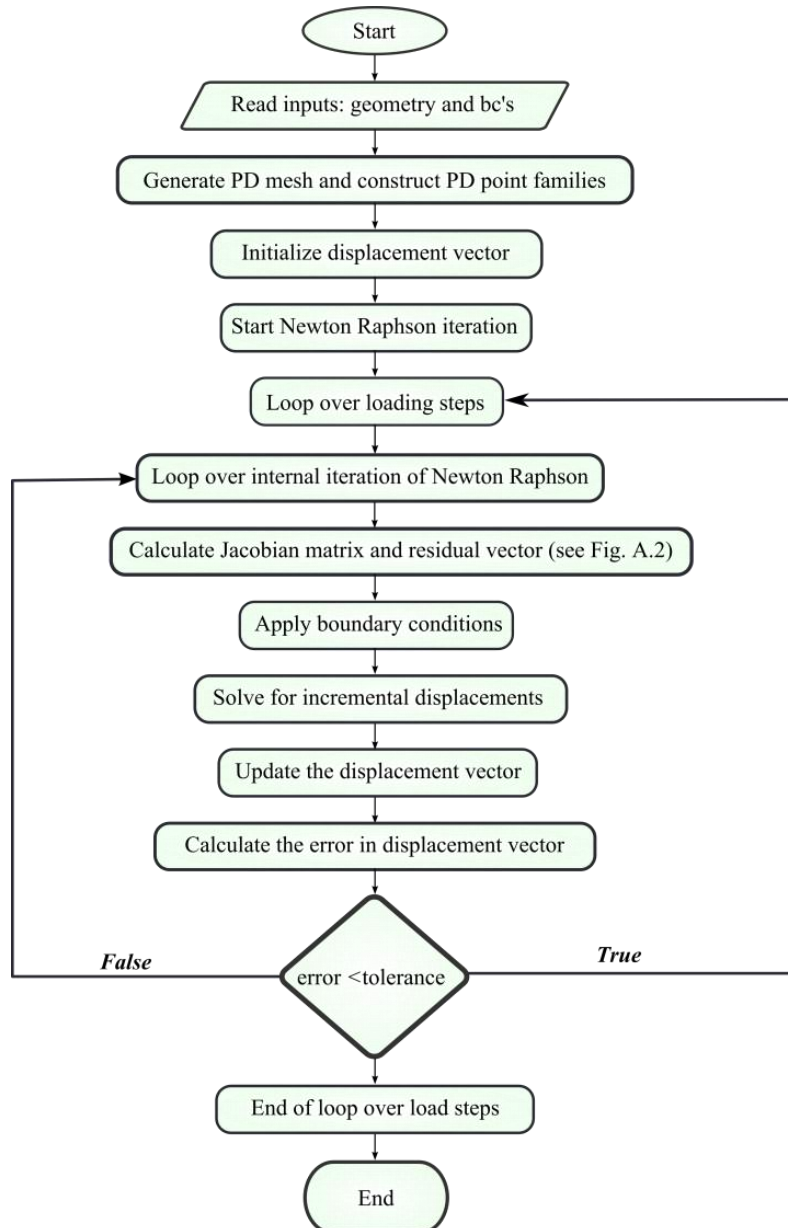 Start
Read inputs: geometry and bc's
Generate PD mesh and construct PD point families
Initialize displacement vector
Start Newton Raphson iteration
Loop over loading steps
Loop over internal iteration of Newton Raphson
Calculate Jacobian matrix and residual vector (see Fig. A.2)
Apply boundary conditions
Solve for incremental displacements
Update the displacement vector
Calculate the error in displacement vector
False
error <tolerance
True
End of loop over load steps
End